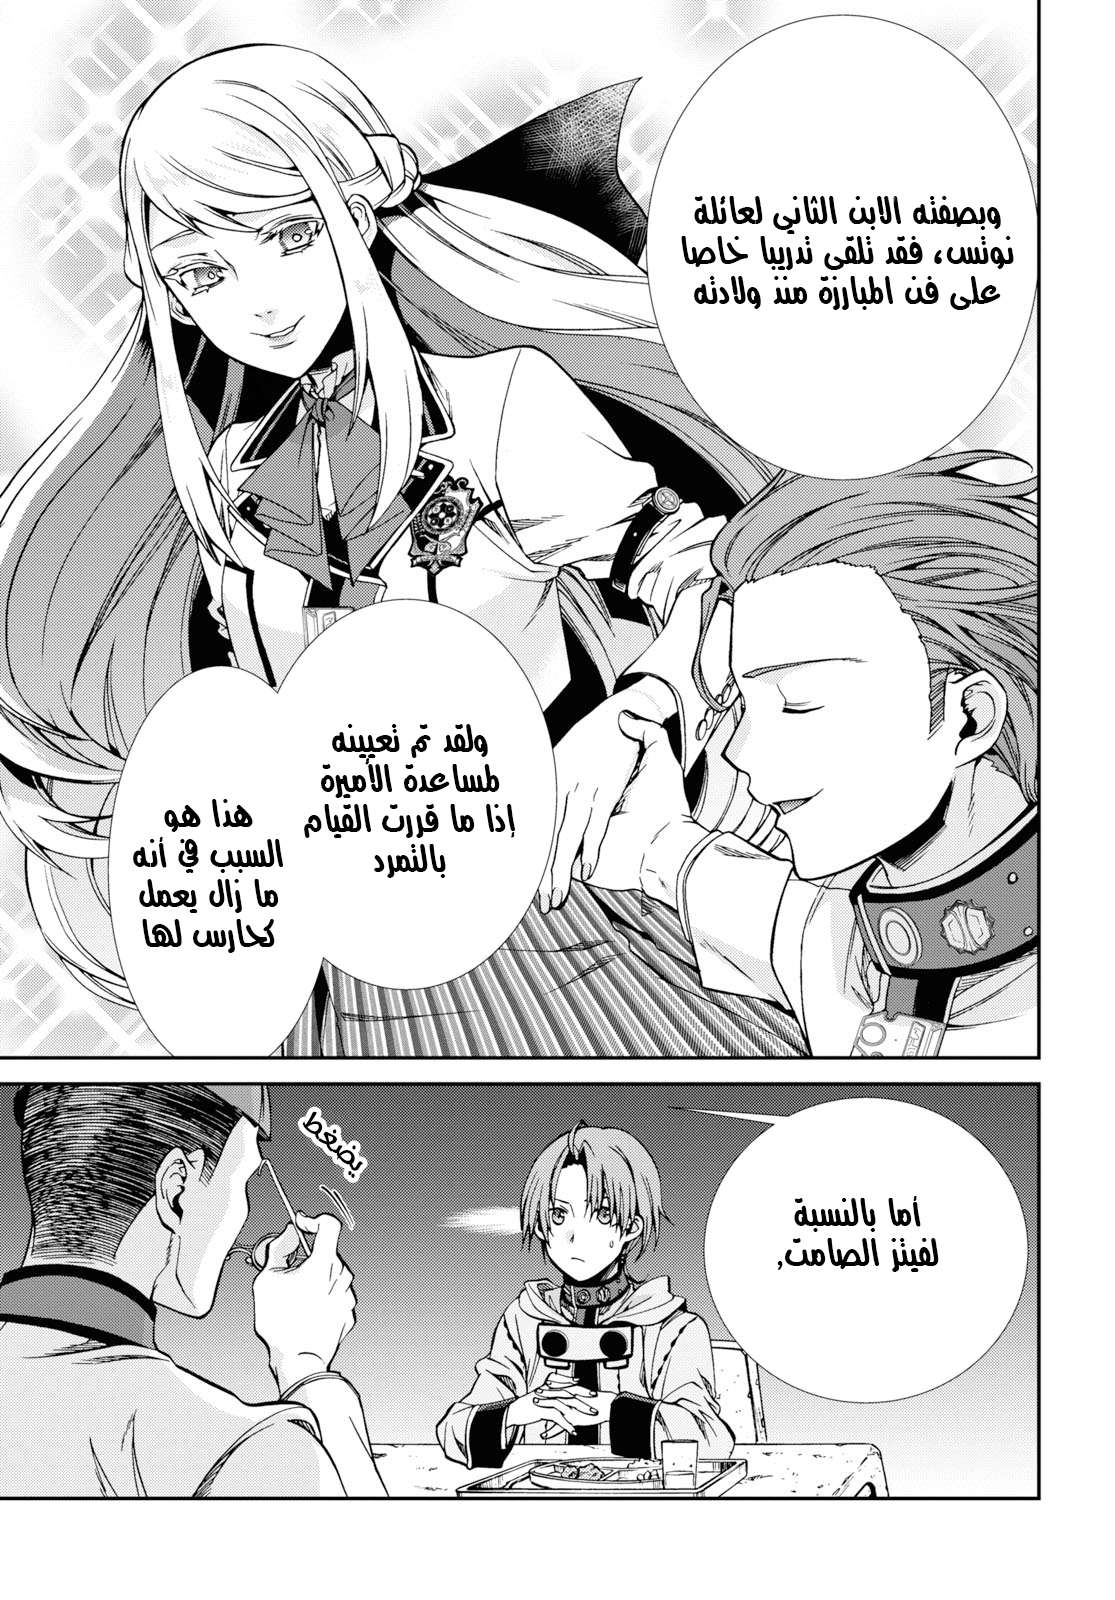 وبصفته الابن الثاني لعائلة
نوتس، فقد تلقى تدريبا خاصا
على فن المبارزة منذ ولادته
ولقد تم تعيينه
لمساعدة الأميرة
إذا ما قررت القيام
بالتمرد
هذا هو
السبب في أنه
ما زال يعمل
كحارس لها
أما بالنسبة
لفيتز الصامت,
يضغط